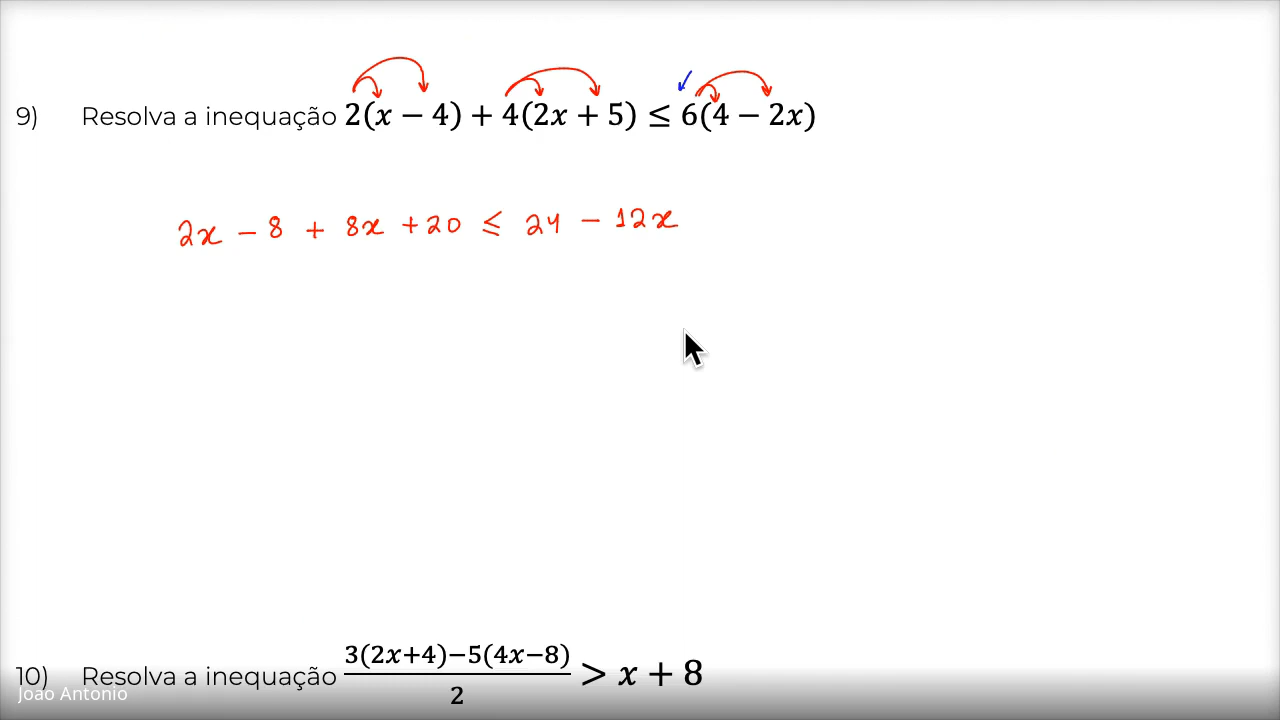 9) Resolva a inequação 2(x − 4) + 4(2x + 5) ≤ 6(4 − 2x)
2x − 8 + 8x + 20 ≤ 24 − 12x
10) Resolva a inequação \frac{3(2x+4)−5(4x−8)}{2} > x + 8
Joao Antonio